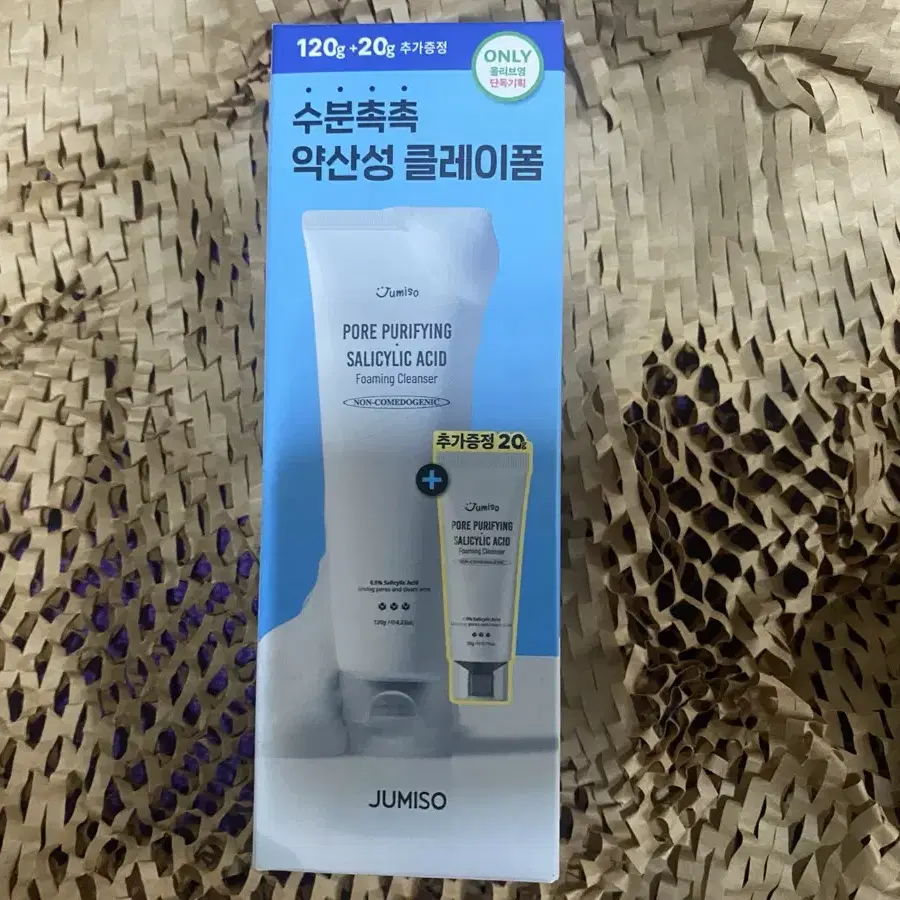 120g +20g 추가증정
ONLY
올리브영
단독기획
수분촉촉
약산성 클레이폼
Jumiso
PORE PURIFYING
SALICYLIC ACID
Foaming Cleanser
NON-COMEDOGENIC
추가증정 20g
+
Jumiso
PORE PURIFYING
SALICYLIC ACID
Foaming Cleanser
Salicylic Acid
pores and
120g /
JUMISO